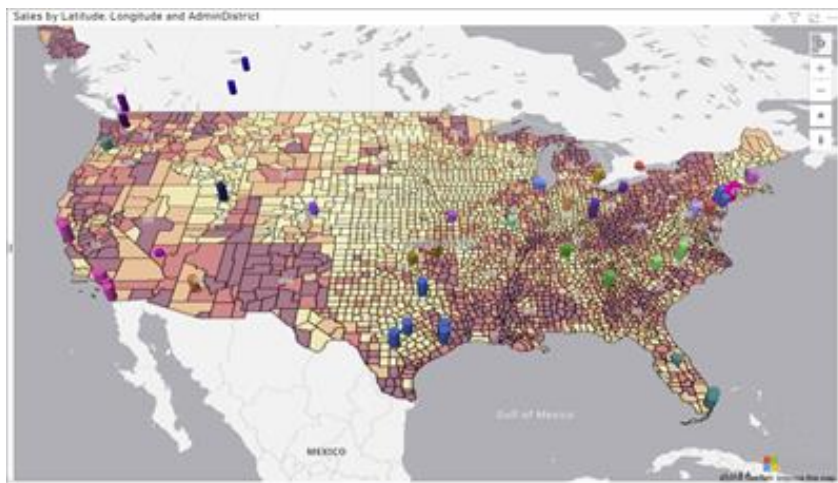 Sales by Latitude, Longitude and AdminDistrict
Gulf of Mexico
MEXICO